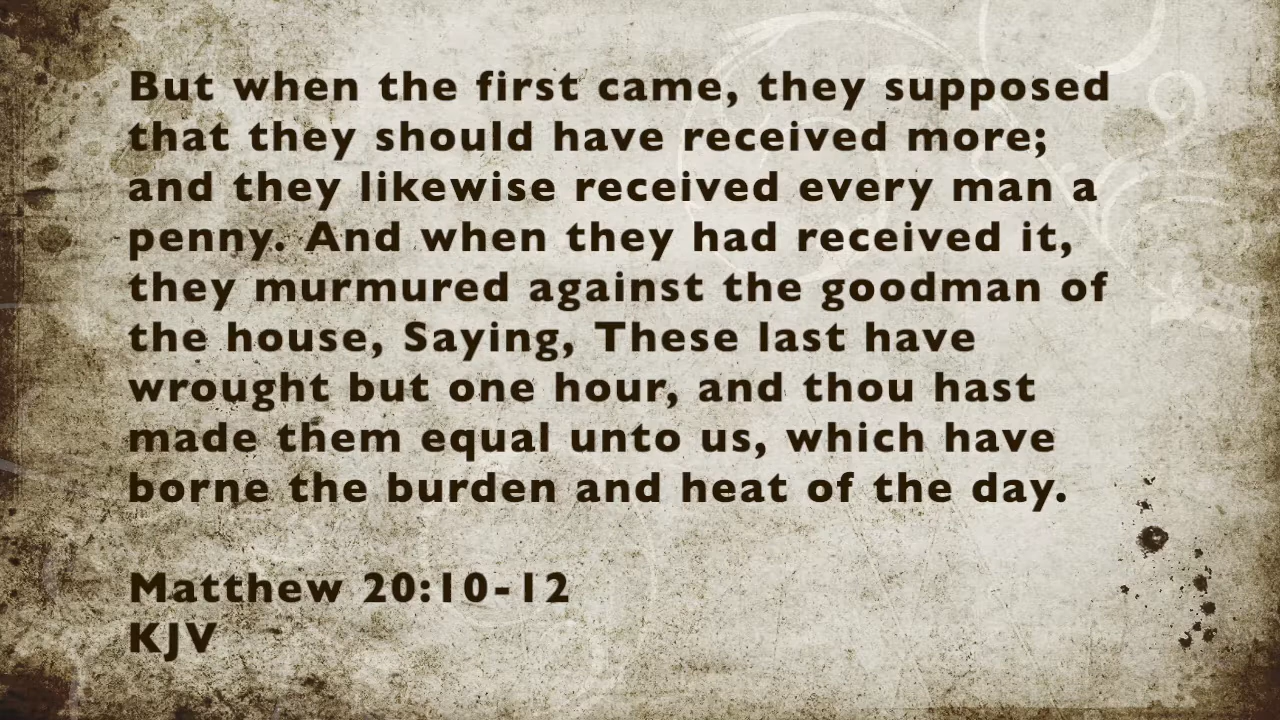 But when the first came, they supposed
that they should have received more;
and they likewise received every man a
penny. And when they had received it,
they murmured against the goodman of
the house, Saying, These last have
wrought but one hour, and thou hast
made them equal unto us, which have
borne the burden and heat of the day.
Matthew 20:10-12
KJV